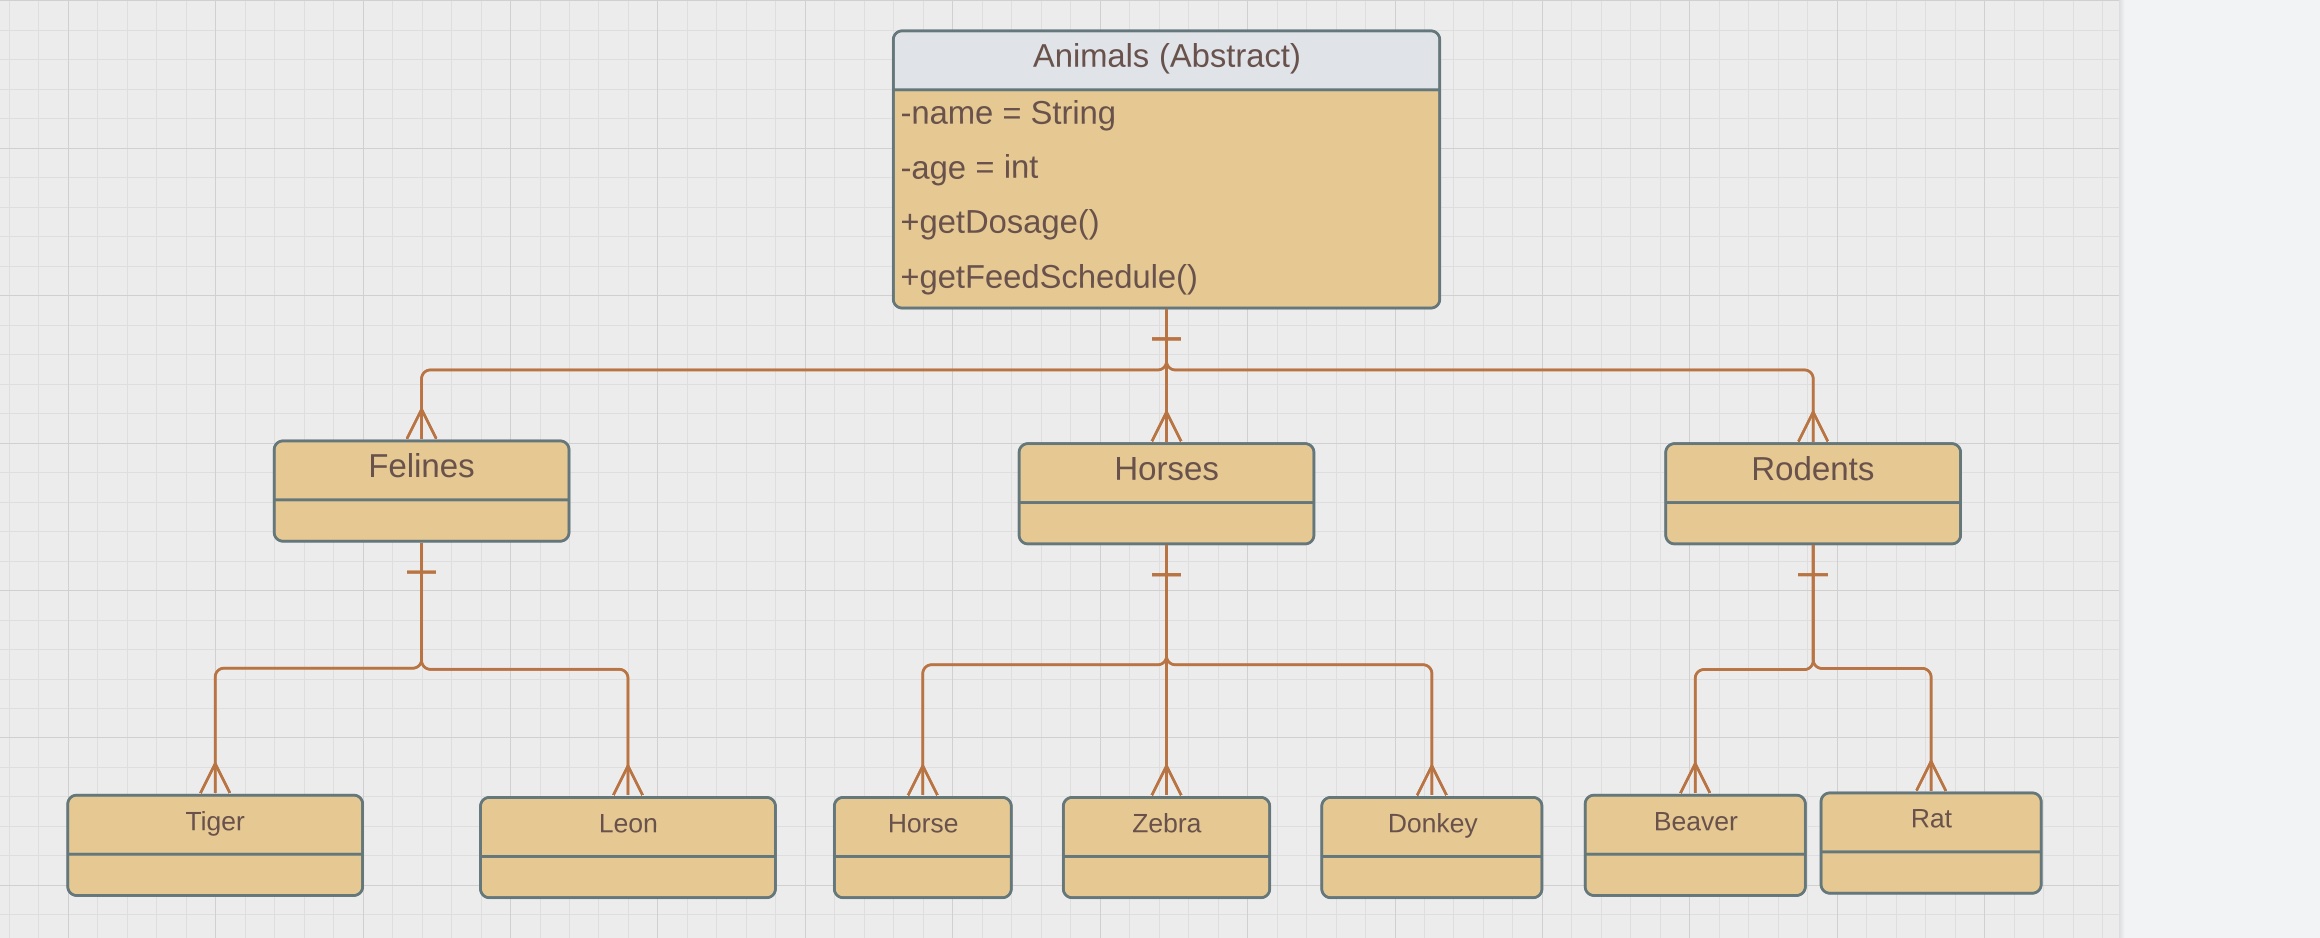 Animals (Abstract)
-name = String
-age = int
+getDosage()
+getFeedSchedule()
Felines
Horses
Rodents
Tiger
Leon
Horse
Zebra
Donkey
Beaver
Rat